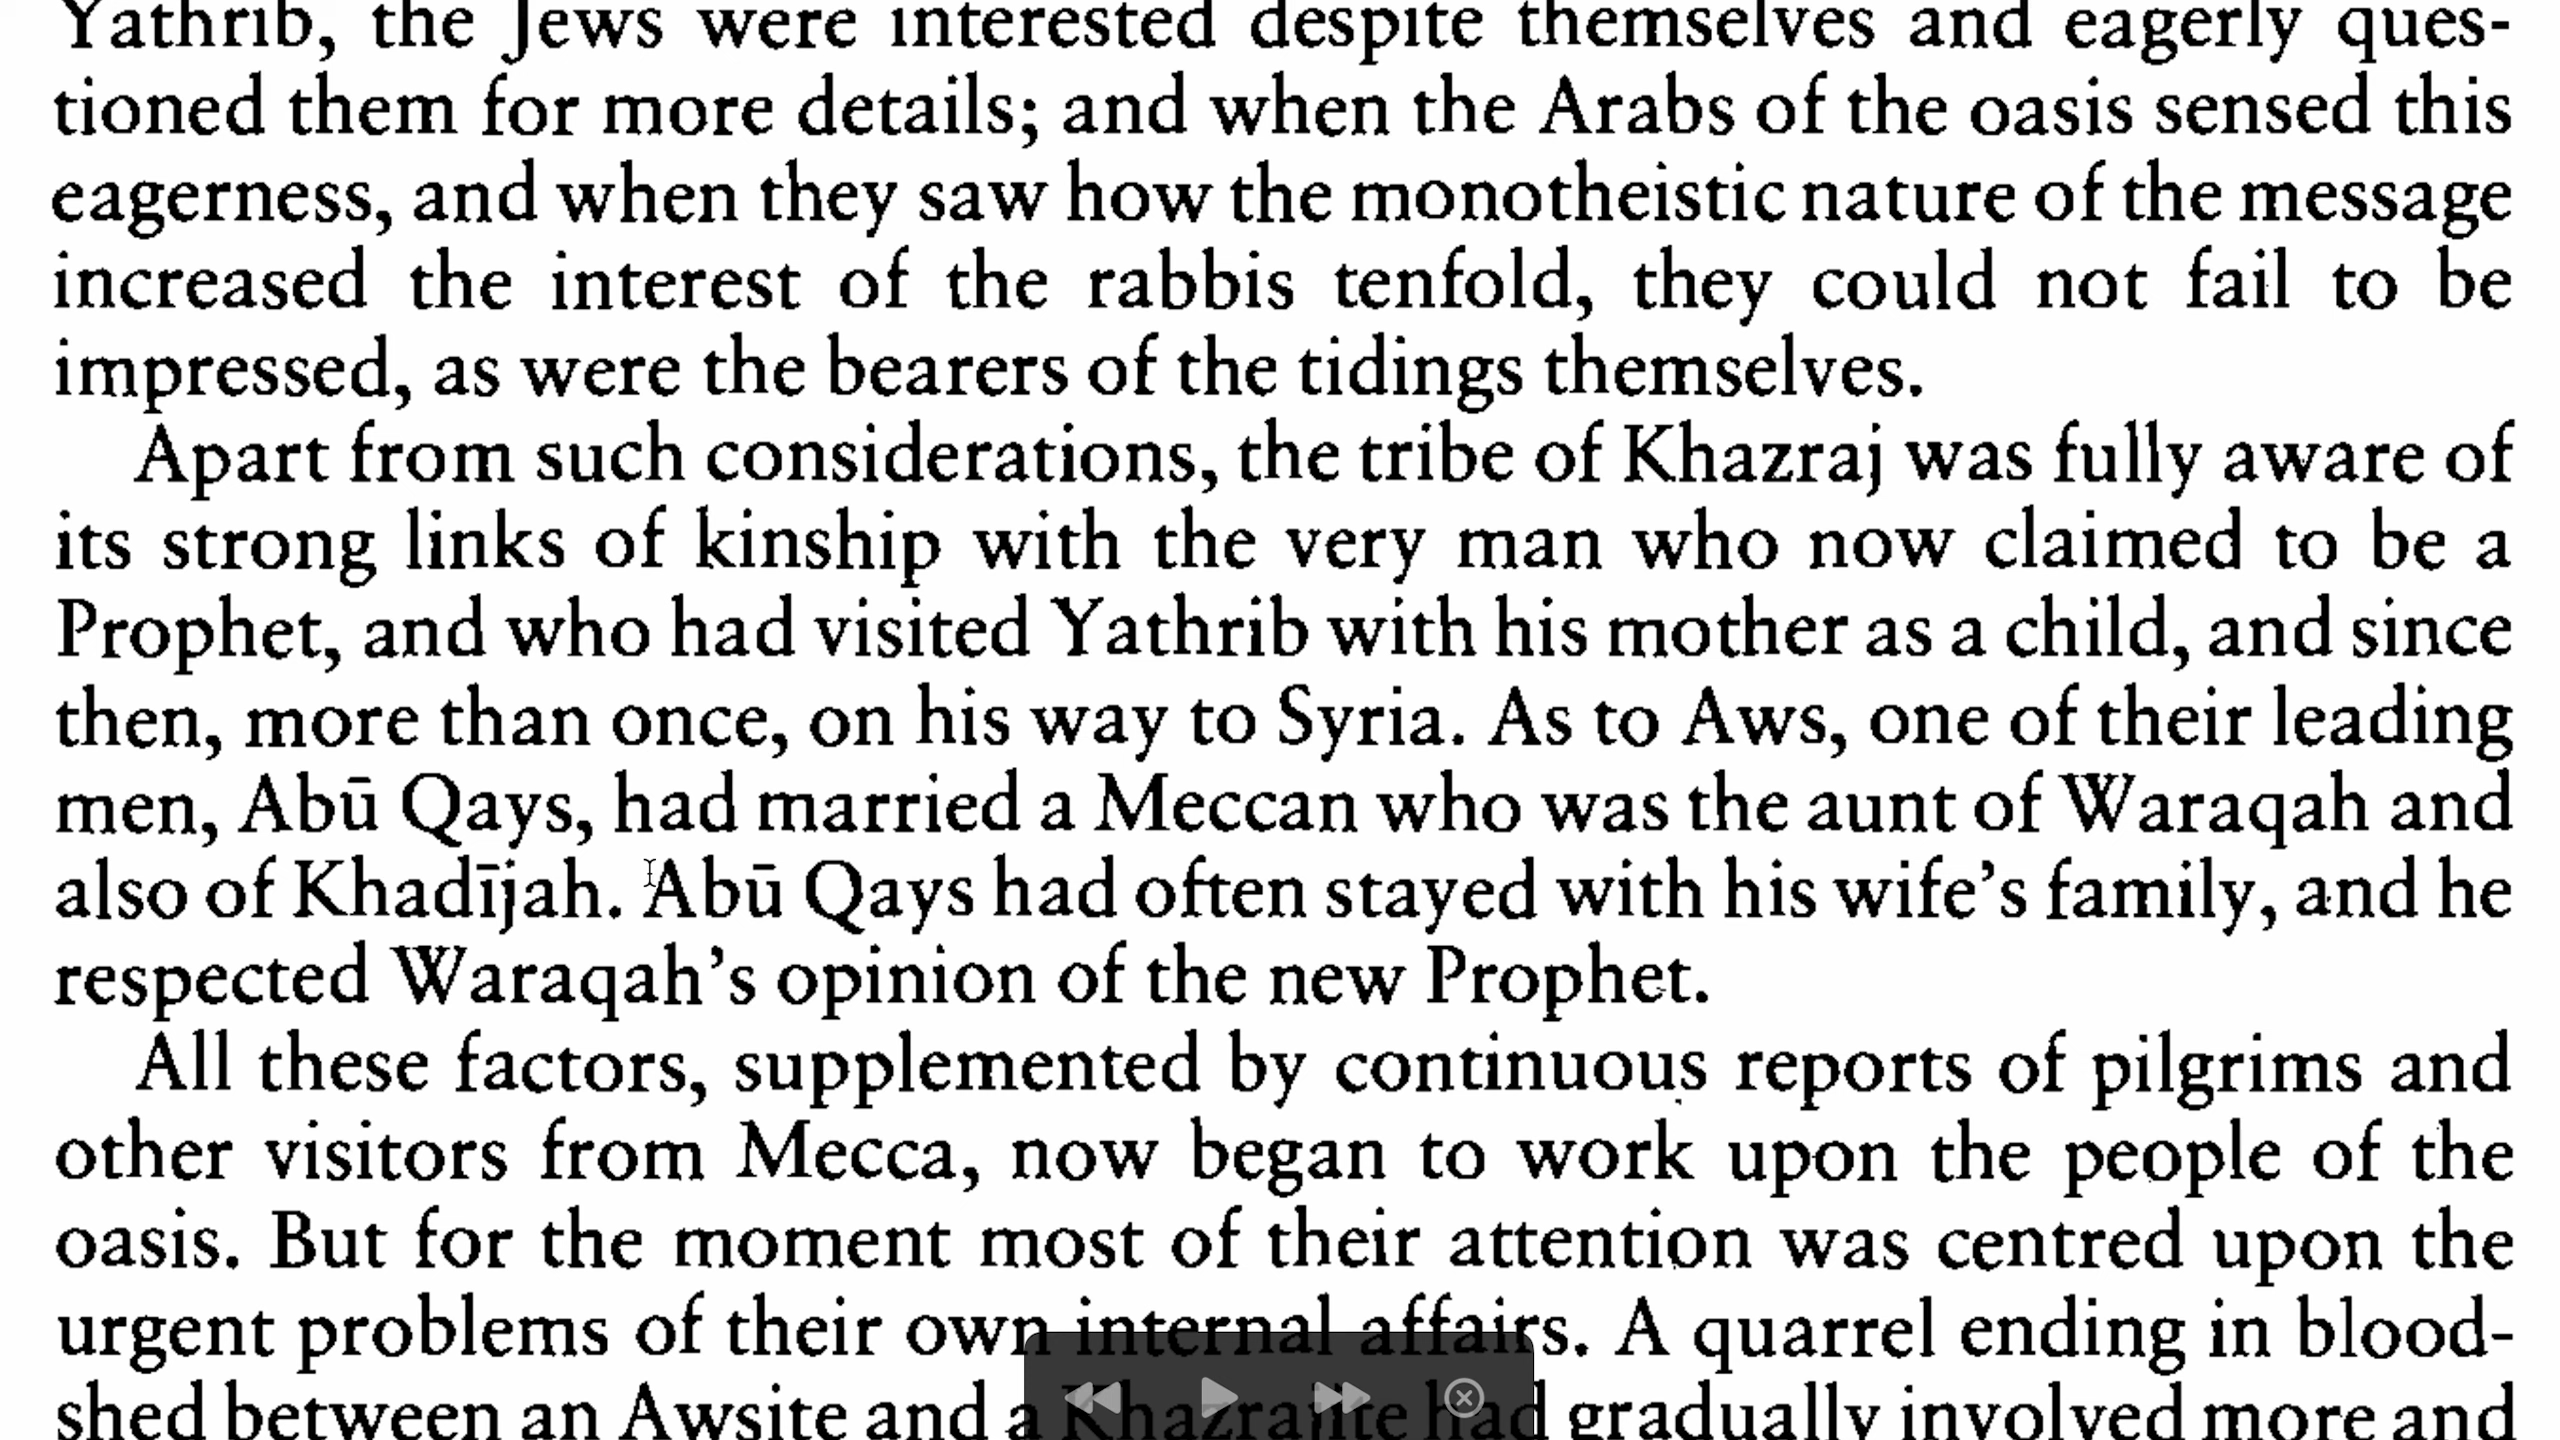 Yathrib, the Jews were interested despite themselves and eagerly ques-
tioned them for more details; and when the Arabs of the oasis sensed this
eagerness, and when they saw how the monotheistic nature of the message
increased the interest of the rabbis tenfold, they could not fail to be
impressed, as were the bearers of the tidings themselves.
Apart from such considerations, the tribe of Khazraj was fully aware of
its strong links of kinship with the very man who now claimed to be a
Prophet, and who had visited Yathrib with his mother as a child, and since
then, more than once, on his way to Syria. As to Aws, one of their leading
men, Abū Qays, had married a Meccan who was the aunt of Waraqah and
also of Khadījah. Abū Qays had often stayed with his wife’s family, and he
respected Waraqah’s opinion of the new Prophet.
All these factors, supplemented by continuous reports of pilgrims and
other visitors from Mecca, now began to work upon the people of the
oasis. But for the moment most of their attention was centred upon the
urgent problems of their own internal affairs. A quarrel ending in blood-
shed between an Awsite and a Khazrajite had gradually involved more and